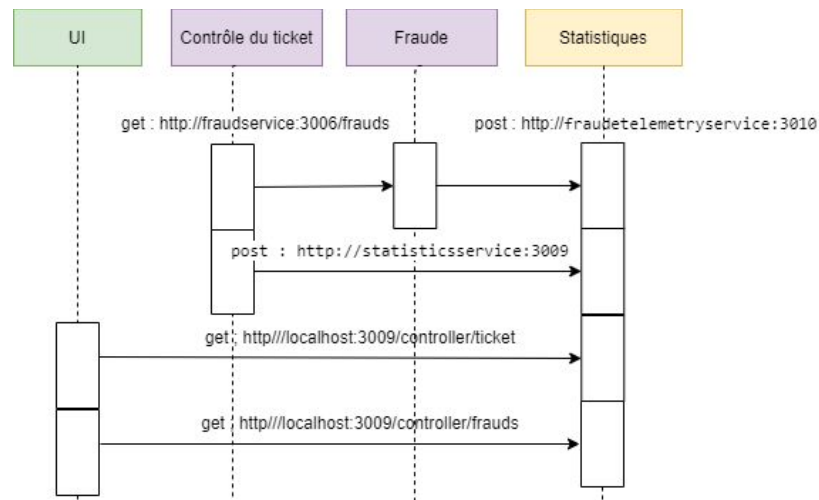 UI
Contrôle du ticket
Fraude
Statistiques
get : http://fraudservice:3006/frauds
post : http://fraudetelemetryservice:3010
post : http://statisticsservice:3009
get : http///localhost:3009/controller/ticket
get : http///localhost:3009/controller/frauds